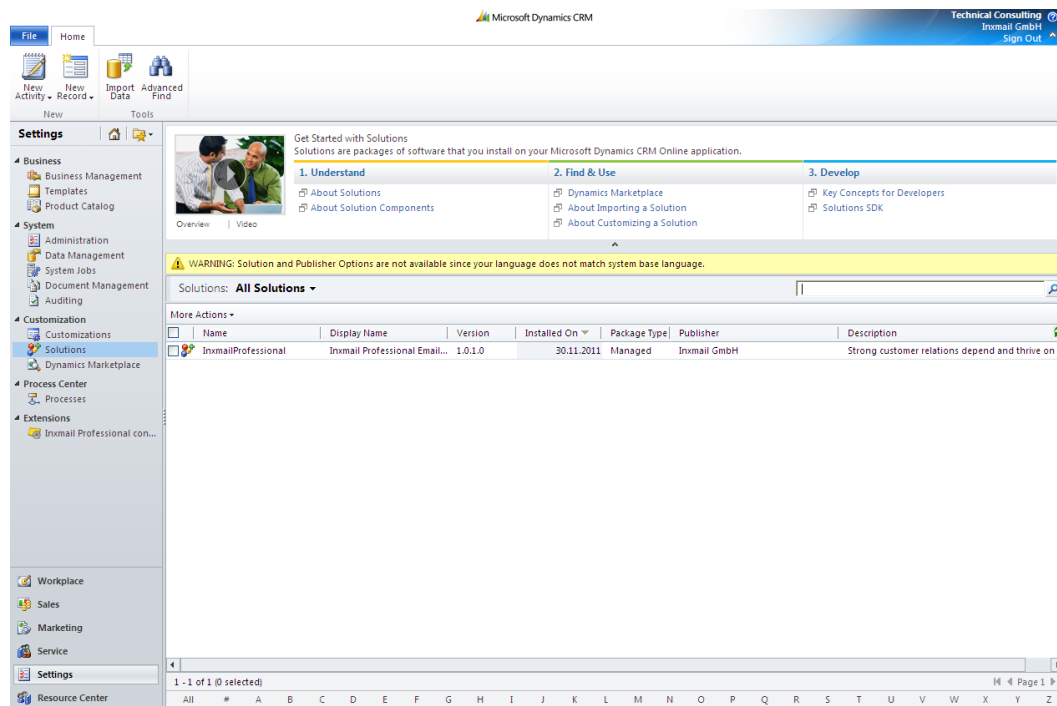 Microsoft Dynamics CRM
Technical Consulting
Inxmail GmbH
Sign Out
File Home
New Activity
New Record
Import Data
Advanced Find
New
Tools
Settings
Business
Business Management
Templates
Product Catalog
System
Administration
Data Management
System Jobs
Document Management
Auditing
Customization
Customizations
Solutions
Dynamics Marketplace
Process Center
Processes
Extensions
Inxmail Professional con...
Workplace
Sales
Marketing
Service
Settings
Resource Center
Get Started with Solutions
Solutions are packages of software that you install on your Microsoft Dynamics CRM Online application.
Overview | Video
1. Understand
About Solutions
About Solution Components
2. Find & Use
Dynamics Marketplace
About Importing a Solution
About Customizing a Solution
3. Develop
Key Concepts for Developers
Solutions SDK
WARNING: Solution and Publisher Options are not available since your language does not match system base language.
Solutions: All Solutions
More Actions
Name Display Name Version Installed On Package Type Publisher Description
InxmailProfessional Inxmail Professional Email... 1.0.1.0 30.11.2011 Managed Inxmail GmbH Strong customer relations depend and thrive on
1 - 1 of 1 (0 selected) Page 1
All # A B C D E F G H I J K L M N O P Q R S T U V W X Y Z